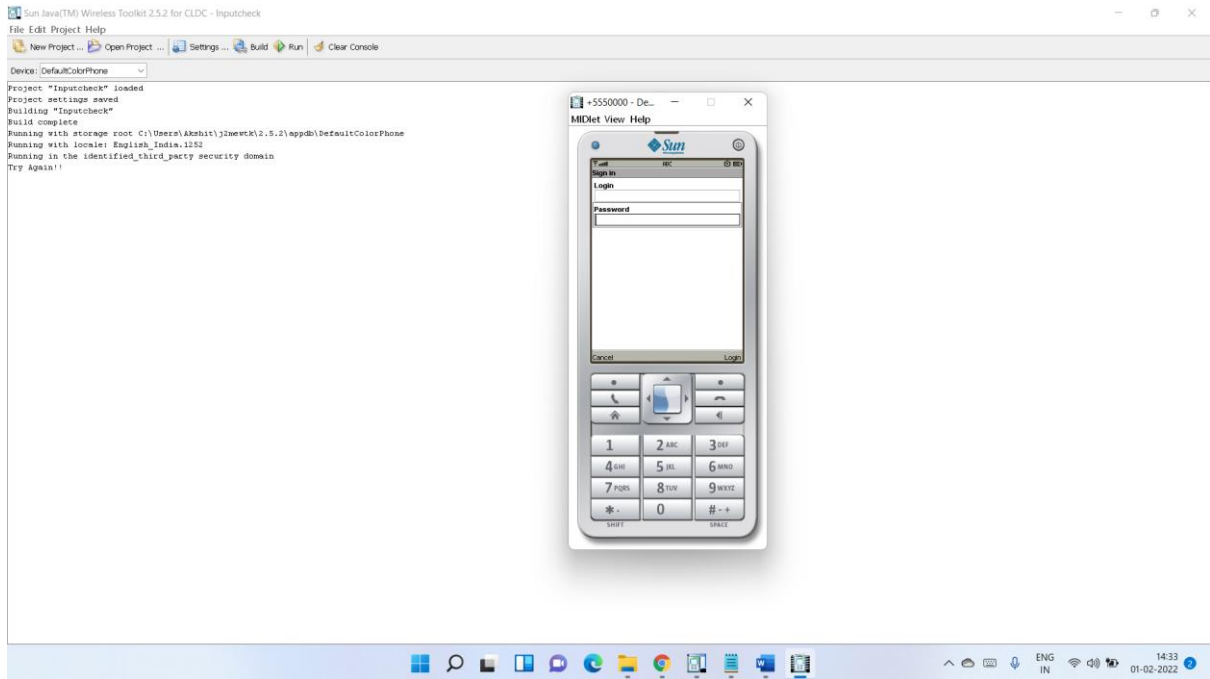 Sun Java(TM) Wireless Toolkit 2.5.2 for CLDC - Inputcheck
File Edit Project Help
New Project ... Open Project ... Settings ... Build Run Clear Console
Device: DefaultColorPhone
Project "Inputcheck" loaded
Project settings saved
Building "Inputcheck"
Build complete
Running with storage root C:\Users\Akshit\j2mewtk\2.5.2\appdb\DefaultColorPhone
Running with locale: English_India.1252
Running in the identified_third_party security domain
Try Again!!
+5550000 - De...
MIDlet View Help
Sun
ABC
Sign in
Login
Password
Cancel Login
1 2 ABC 3 DEF
4 GHI 5 JKL 6 MNO
7 PQRS 8 TUV 9 WXYZ
* . 0 # - +
SHIFT SPACE
ENG 14:33
IN 01-02-2022 2